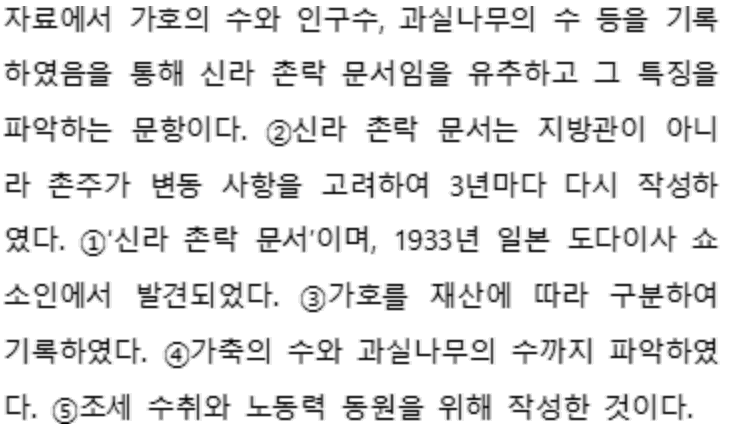 자료에서 가호의 수와 인구수, 과실나무의 수 등을 기록
하였음을 통해 신라 촌락 문서임을 유추하고 그 특징을
파악하는 문항이다. ②신라 촌락 문서는 지방관이 아니
라 촌주가 변동 사항을 고려하여 3년마다 다시 작성하
였다. ①‘신라 촌락 문서’이며, 1933년 일본 도다이사 쇼
소인에서 발견되었다. ③가호를 재산에 따라 구분하여
기록하였다. ④가축의 수와 과실나무의 수까지 파악하였
다. ⑤조세 수취와 노동력 동원을 위해 작성한 것이다.